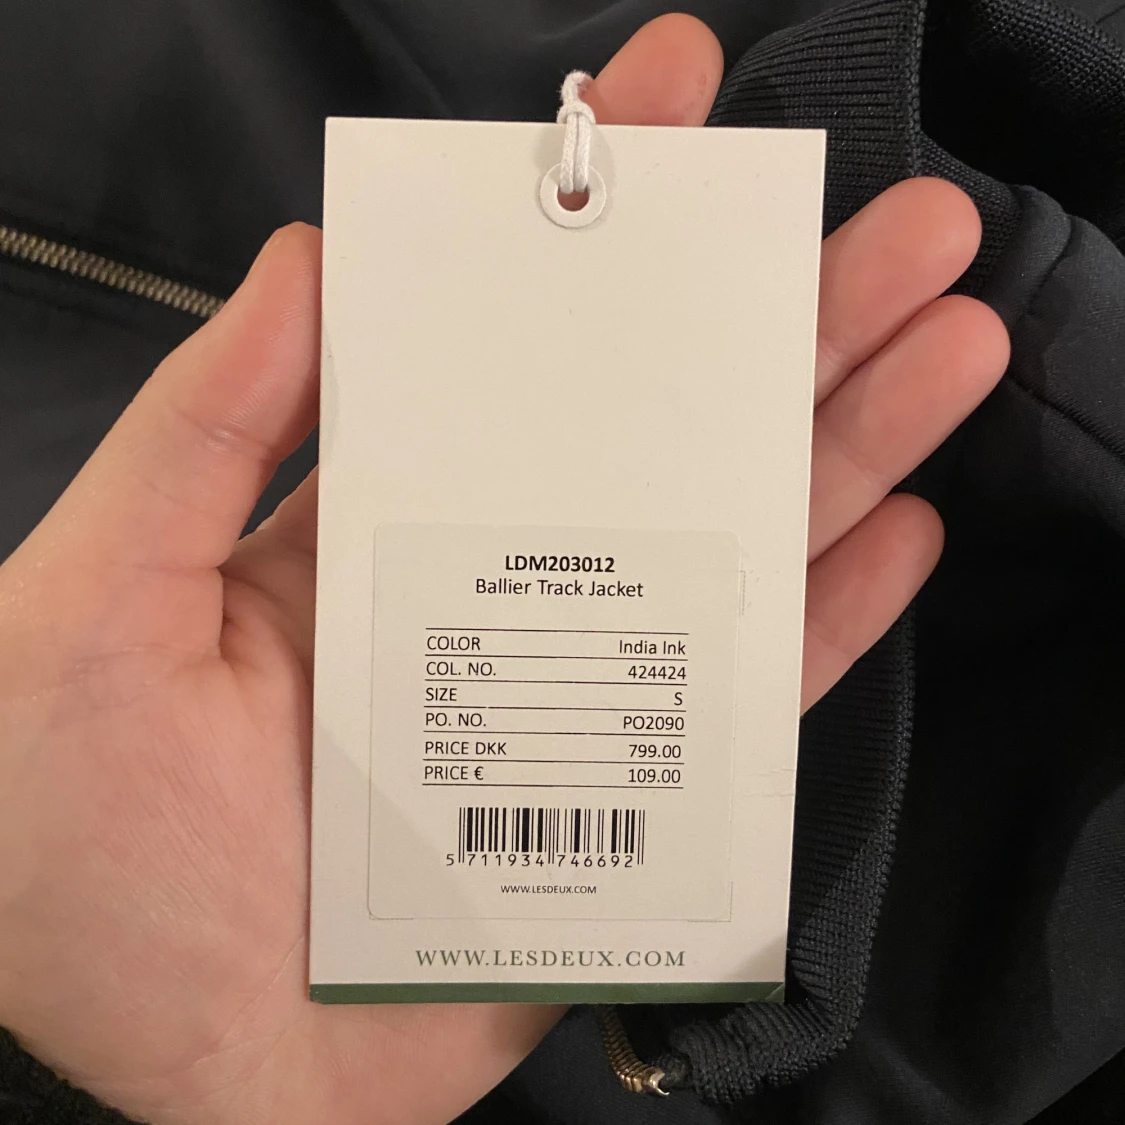 LDM203012
Ballier Track Jacket
COLOR India Ink
COL. NO. 424424
SIZE S
PO. NO. PO2090
PRICE DKK 799.00
PRICE € 109.00
5 711934 746692
WWW.LESDEUX.COM
WWW.LESDEUX.COM